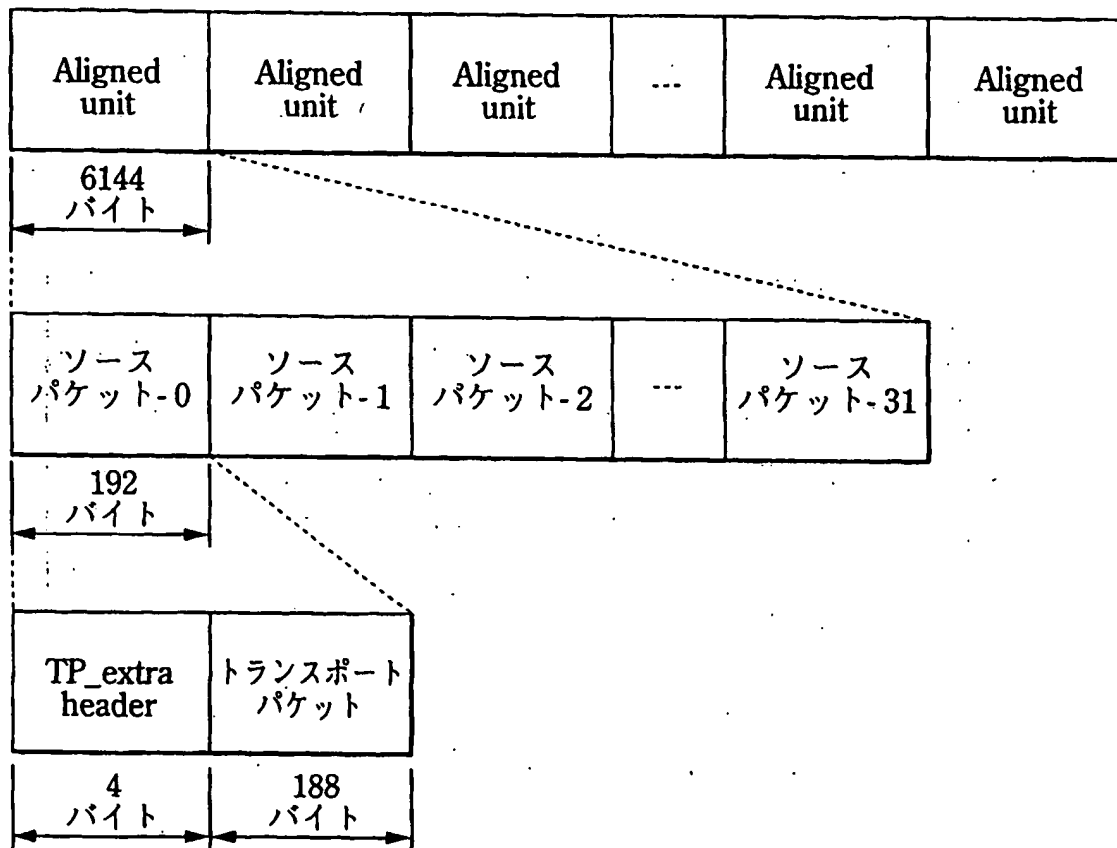 Aligned unit
Aligned unit
Aligned unit
---
Aligned unit
Aligned unit
6144
バイト
ソース
パケット-0
ソース
パケット-1
ソース
パケット-2
---
ソース
パケット-31
192
バイト
TP_extra
header
トランスポート
パケット
4
バイト
188
バイト